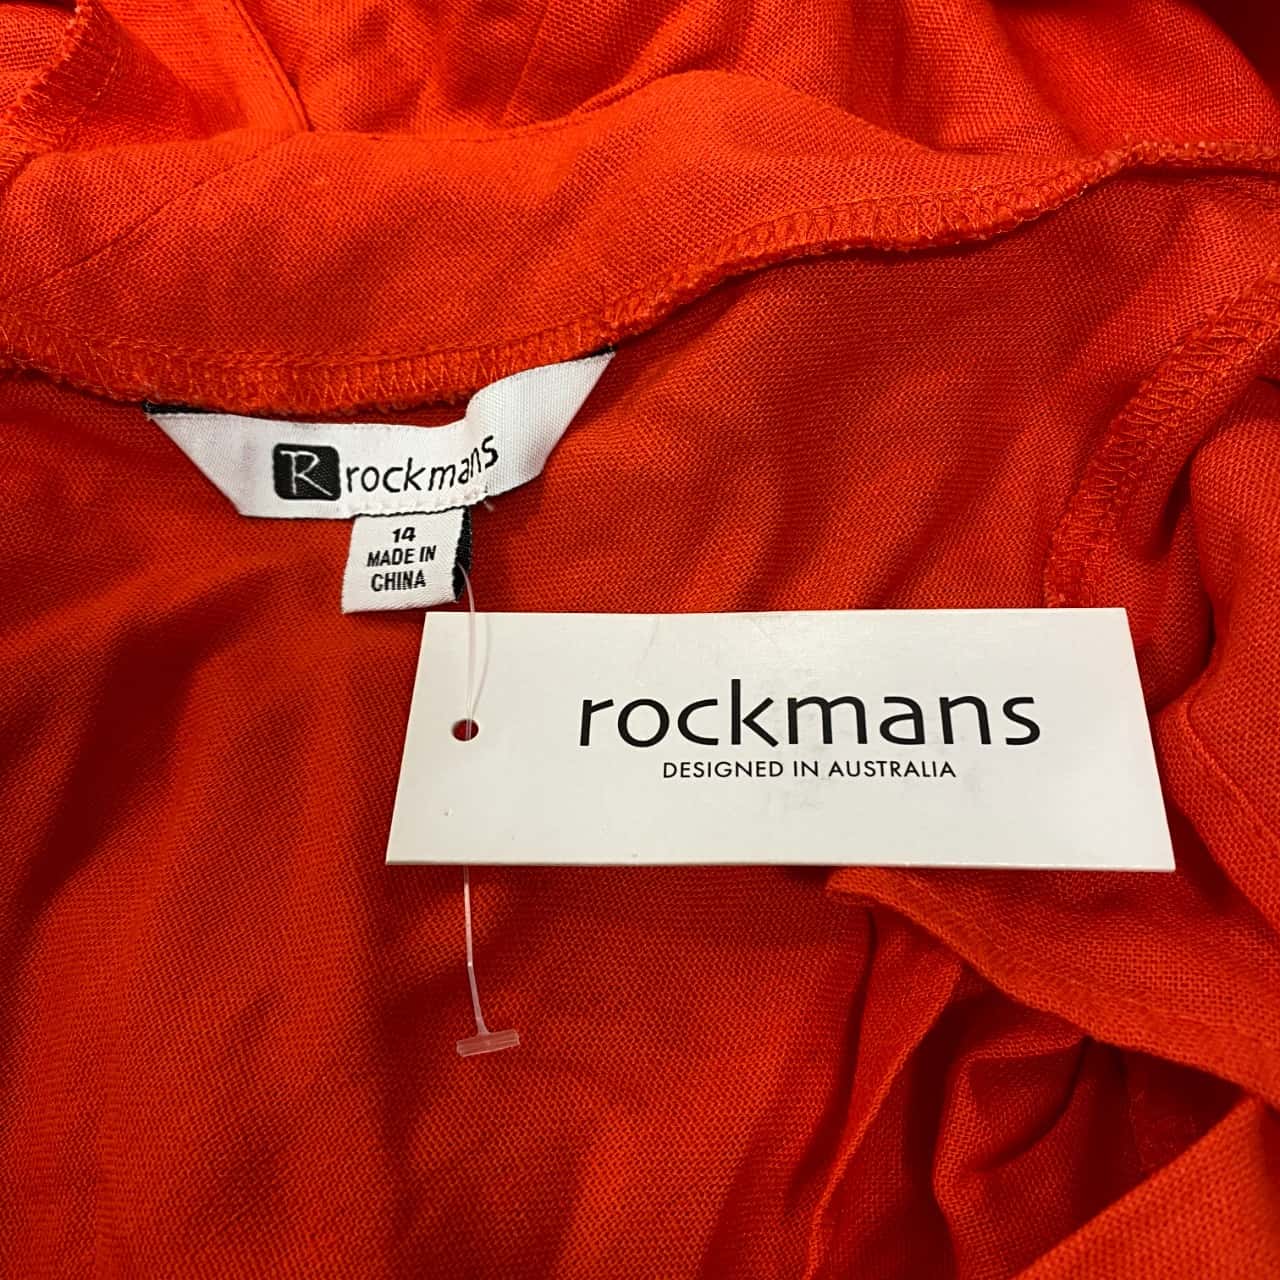 R rockmans
14
MADE IN
CHINA
rockmans
DESIGNED IN AUSTRALIA